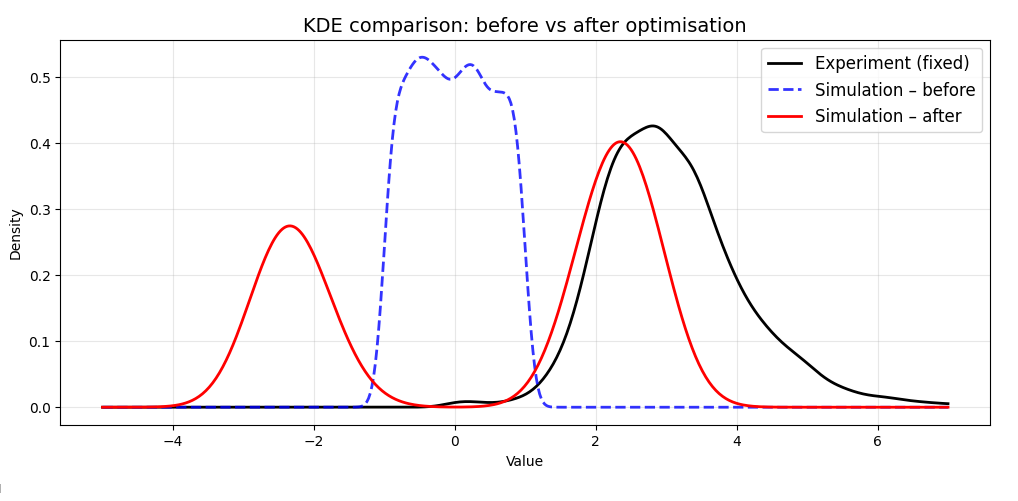 KDE comparison: before vs after optimisation
Experiment (fixed)
Simulation – before
Simulation – after
Density
0.5
0.4
0.3
0.2
0.1
0.0
−4
−2
0
2
4
6
Value